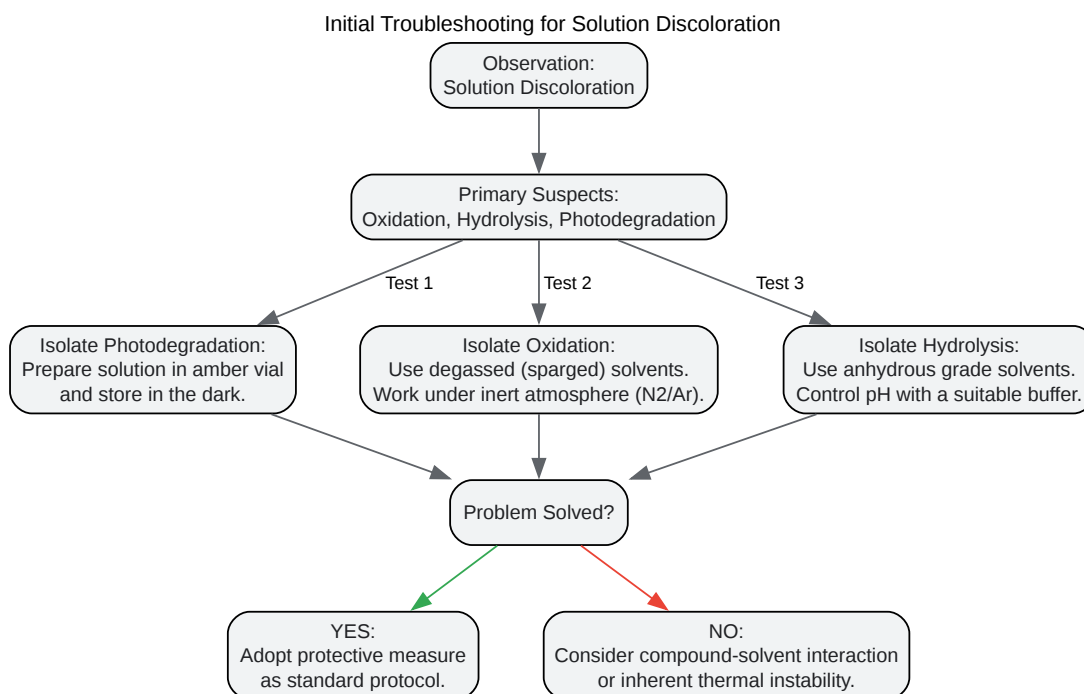 Initial Troubleshooting for Solution Discoloration
Observation:
Solution Discoloration
Primary Suspects:
Oxidation, Hydrolysis, Photodegradation
Test 1
Test 2
Test 3
Isolate Photodegradation:
Prepare solution in amber vial
and store in the dark.
Isolate Oxidation:
Use degassed (sparged) solvents.
Work under inert atmosphere (N2/Ar).
Isolate Hydrolysis:
Use anhydrous grade solvents.
Control pH with a suitable buffer.
Problem Solved?
YES:
Adopt protective measure
as standard protocol.
NO:
Consider compound-solvent interaction
or inherent thermal instability.